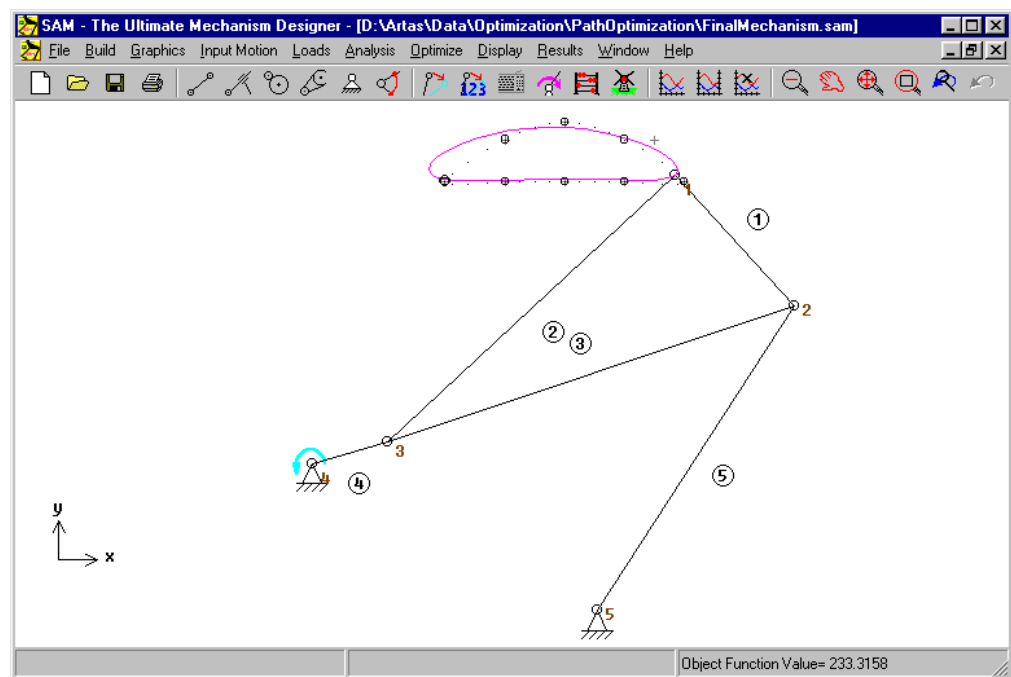 SAM - The Ultimate Mechanism Designer - [D:\Artas\Data\Optimization\PathOptimization\FinalMechanism.sam]
File Build Graphics Input Motion Loads Analysis Optimize Display Results Window Help
123
1
1
2
2
3
3
4
4
5
5
y
x
Object Function Value= 233.3158